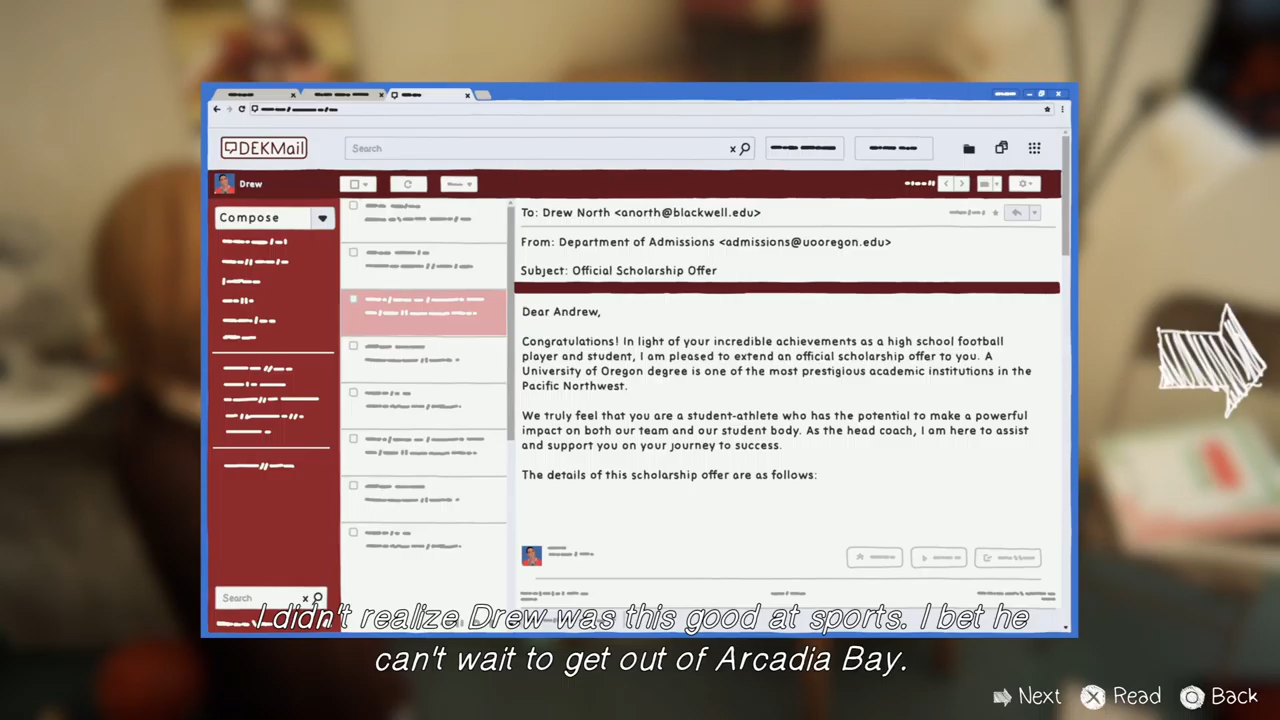 DEKMail
Search
Drew
Compose
To: Drew North <anorth@blackwell.edu>
From: Department of Admissions <admissions@uooregon.edu>
Subject: Official Scholarship Offer
Dear Andrew,
Congratulations! In light of your incredible achievements as a high school football
player and student, I am pleased to extend an official scholarship offer to you. A
University of Oregon degree is one of the most prestigious academic institutions in the
Pacific Northwest.
We truly feel that you are a student-athlete who has the potential to make a powerful
impact on both our team and our student body. As the head coach, I am here to assist
and support you on your journey to success.
The details of this scholarship offer are as follows:
Search
I didn't realize Drew was this good at sports. I bet he
can't wait to get out of Arcadia Bay.
Next Read Back